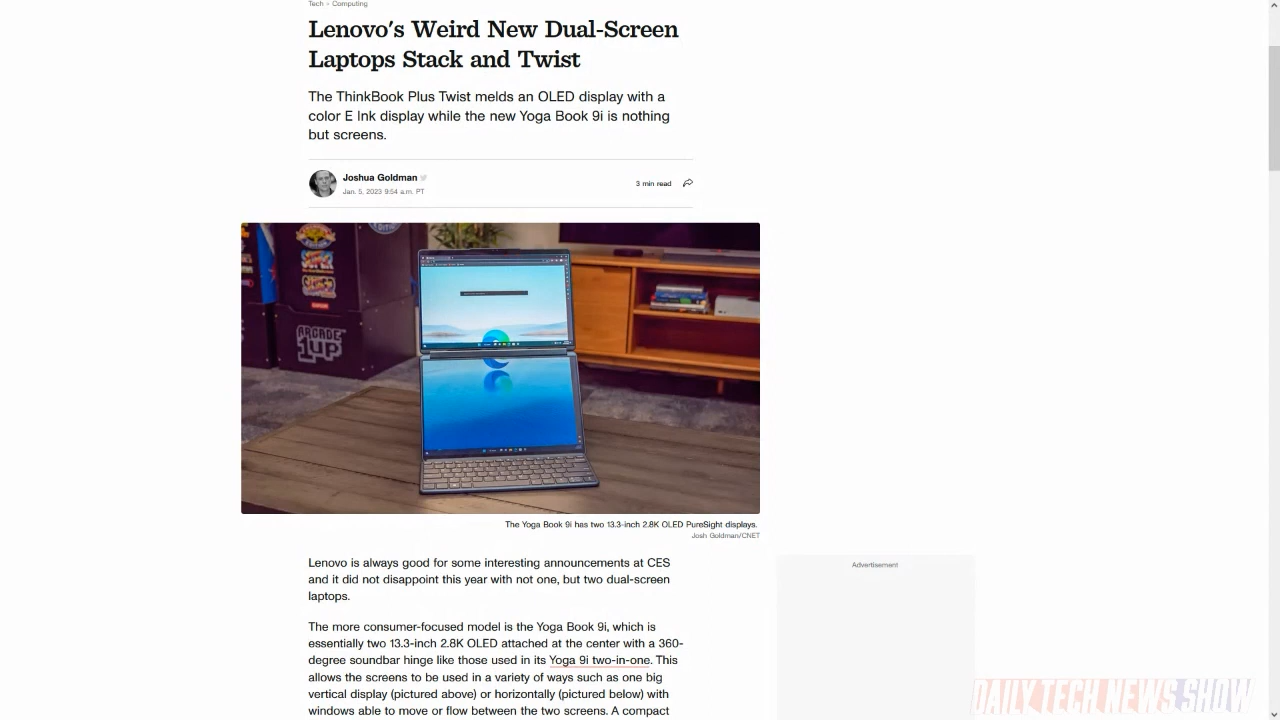 Tech > Computing
Lenovo's Weird New Dual-Screen
Laptops Stack and Twist
The ThinkBook Plus Twist melds an OLED display with a
color E Ink display while the new Yoga Book 9i is nothing
but screens.
Joshua Goldman
Jan. 5, 2023 9:54 a.m. PT
3 min read
ARCADE
1UP
The Yoga Book 9i has two 13.3-inch 2.8K OLED PureSight displays.
Josh Goldman/CNET
Lenovo is always good for some interesting announcements at CES
and it did not disappoint this year with not one, but two dual-screen
laptops.
Advertisement
The more consumer-focused model is the Yoga Book 9i, which is
essentially two 13.3-inch 2.8K OLED attached at the center with a 360-
degree soundbar hinge like those used in its Yoga 9i two-in-one. This
allows the screens to be used in a variety of ways such as one big
vertical display (pictured above) or horizontally (pictured below) with
windows able to move or flow between the two screens. A compact
DAILY TECH NEWS SHOW